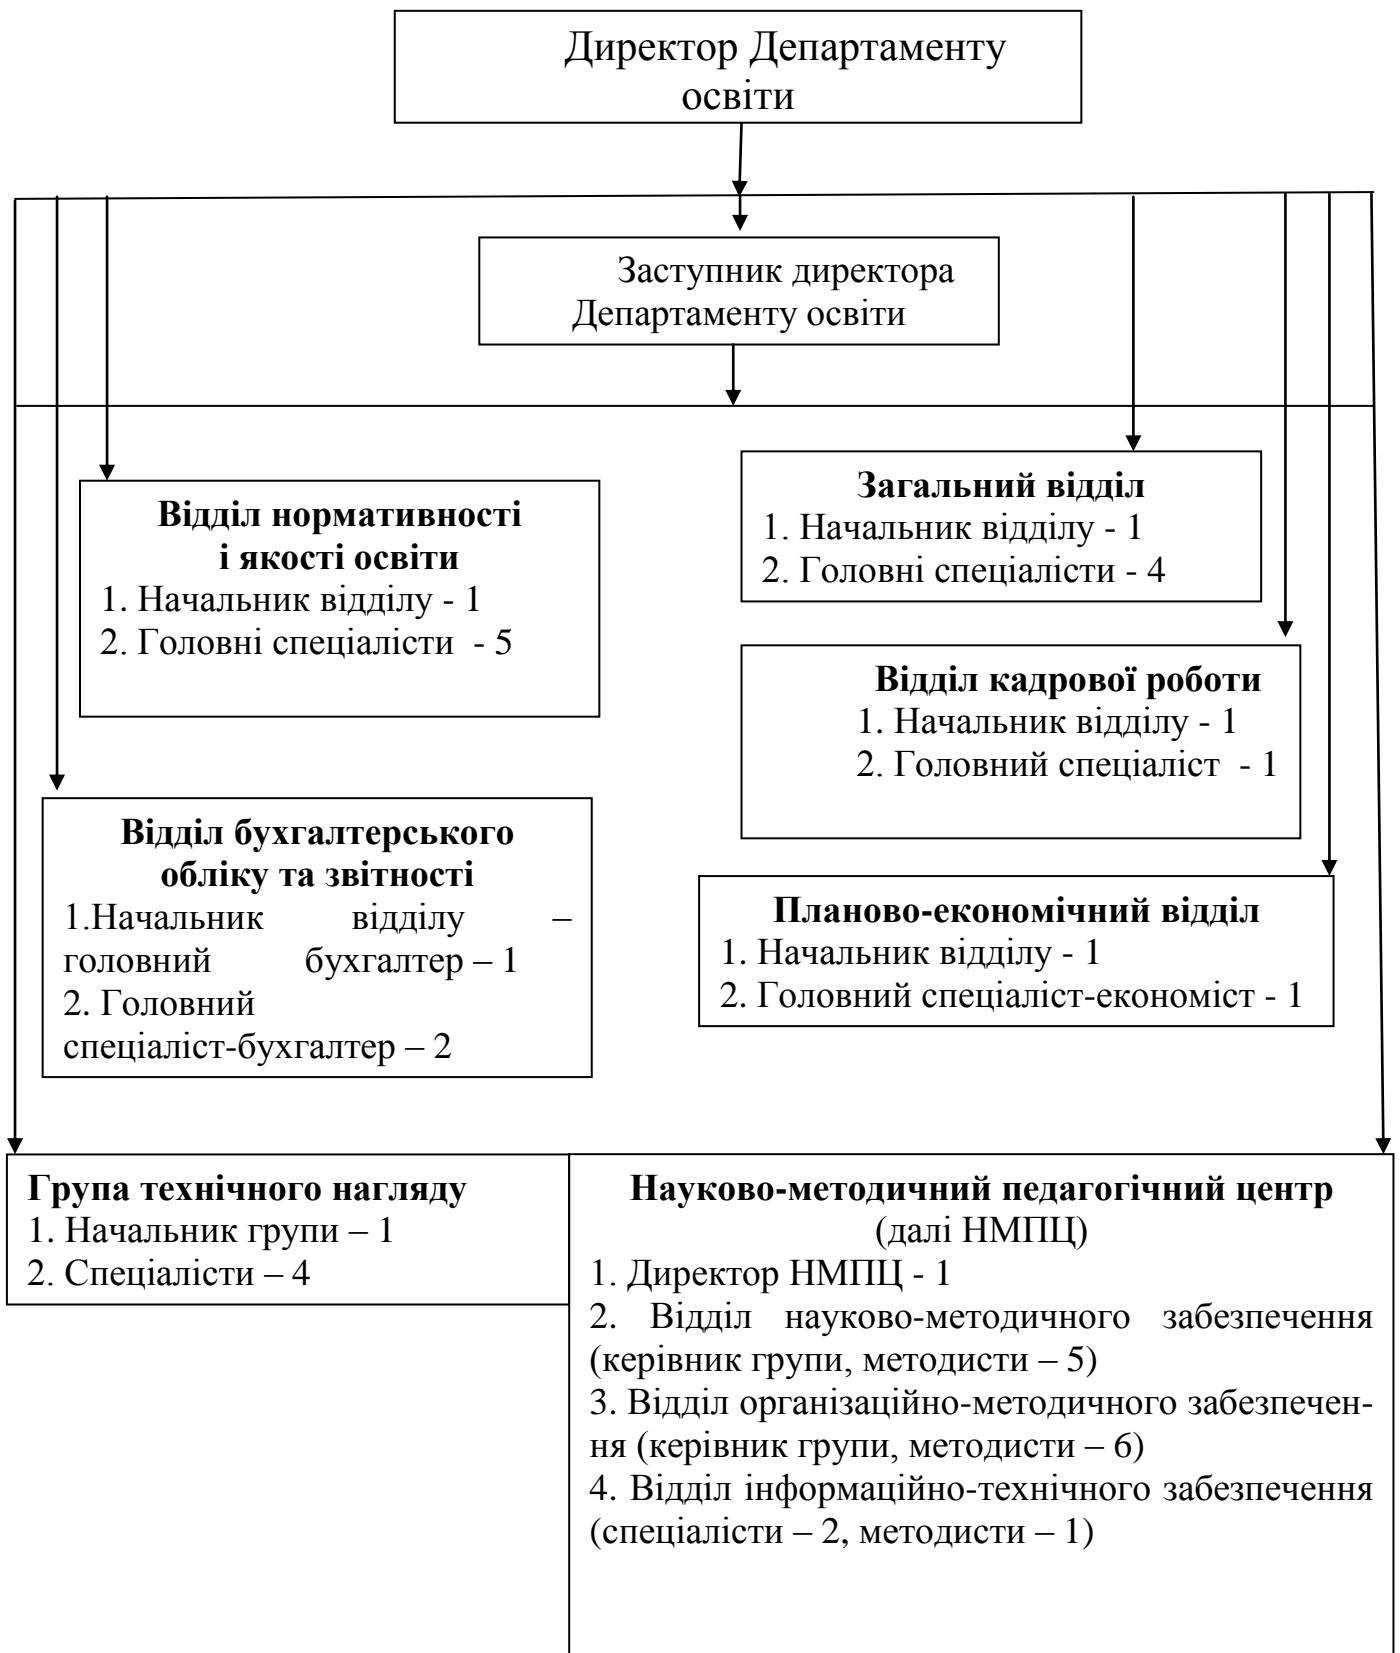 Директор Департаменту
освіти
Заступник директора
Департаменту освіти
Відділ нормативності
і якості освіти
1. Начальник відділу - 1
2. Головні спеціалісти - 5
Загальний відділ
1. Начальник відділу - 1
2. Головні спеціалісти - 4
Відділ кадрової роботи
1. Начальник відділу - 1
2. Головний спеціаліст - 1
Відділ бухгалтерського
обліку та звітності
1.Начальник відділу –
головний бухгалтер – 1
2. Головний
спеціаліст-бухгалтер – 2
Планово-економічний відділ
1. Начальник відділу - 1
2. Головний спеціаліст-економіст - 1
Група технічного нагляду
1. Начальник групи – 1
2. Спеціалісти – 4
Науково-методичний педагогічний центр
(далі НМПЦ)
1. Директор НМПЦ - 1
2. Відділ науково-методичного забезпечення
(керівник групи, методисти – 5)
3. Відділ організаційно-методичного забезпечен-
ня (керівник групи, методисти – 6)
4. Відділ інформаційно-технічного забезпечення
(спеціалісти – 2, методисти – 1)